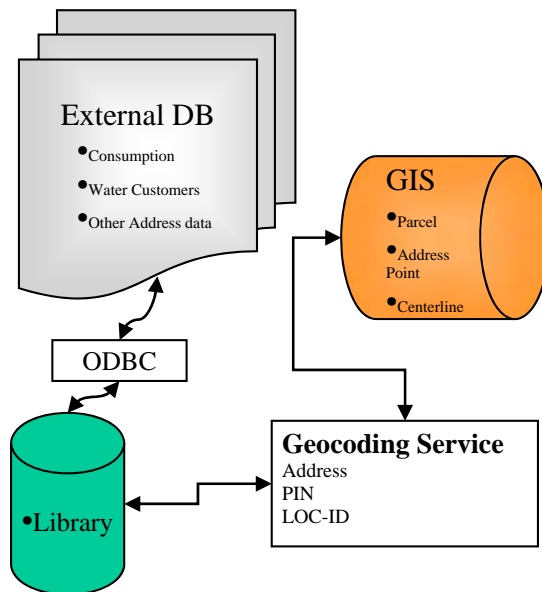 External DB
•Consumption
•Water Customers
•Other Address data
GIS
•Parcel
•Address
Point
•Centerline
ODBC
Geocoding Service
Address
PIN
LOC-ID
•Library